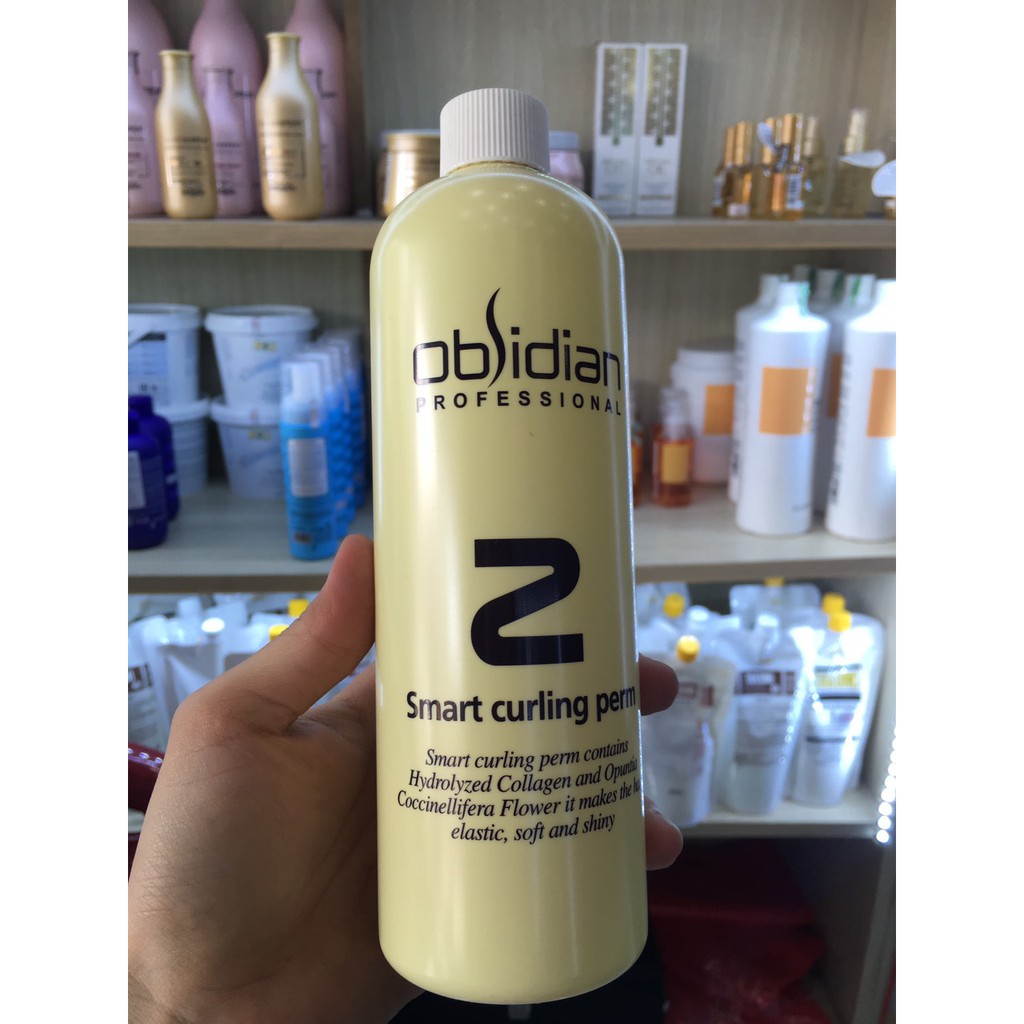 Obsidian
PROFESSIONAL
2
Smart curling perm
Smart curling perm contains
Hydrolyzed Collagen and Opuntia
Coccinellifera Flower it makes the
elastic, soft and shiny